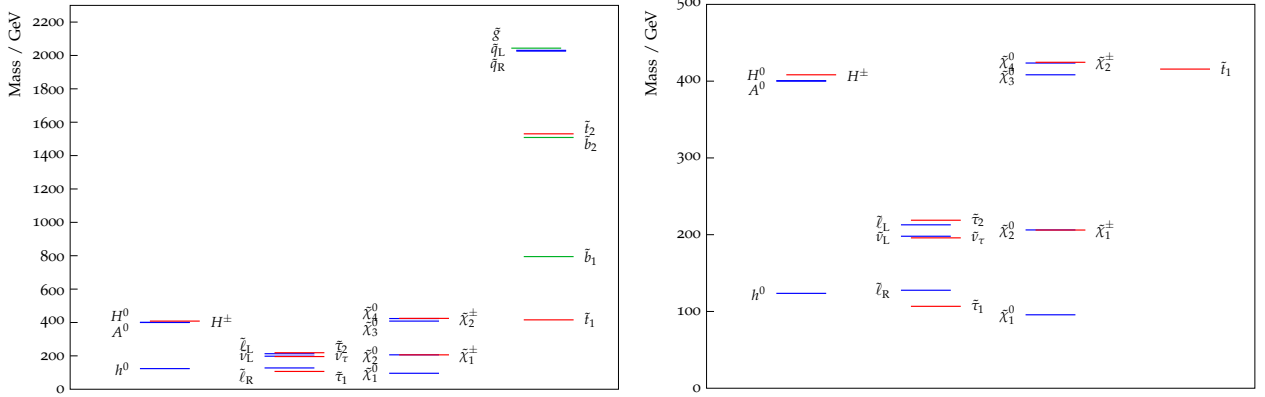 Mass / GeV
2200
2000
1800
1600
1400
1200
1000
800
600
400
200
0
g̃
q̃L
q̃R
t̃2
b̃2
b̃1
t̃1
H⁰
A⁰
H±
h⁰
ℓ̃L
ν̃L
ℓ̃R
τ̃2
ν̃τ
τ̃1
χ̃⁰4
χ̃⁰3
χ̃±2
χ̃⁰2
χ̃±1
χ̃⁰1
Mass / GeV
500
400
300
200
100
0
H⁰
A⁰
H±
h⁰
ℓ̃L
ν̃L
ℓ̃R
τ̃2
ν̃τ
τ̃1
χ̃⁰4
χ̃⁰3
χ̃±2
χ̃⁰2
χ̃±1
χ̃⁰1
t̃1